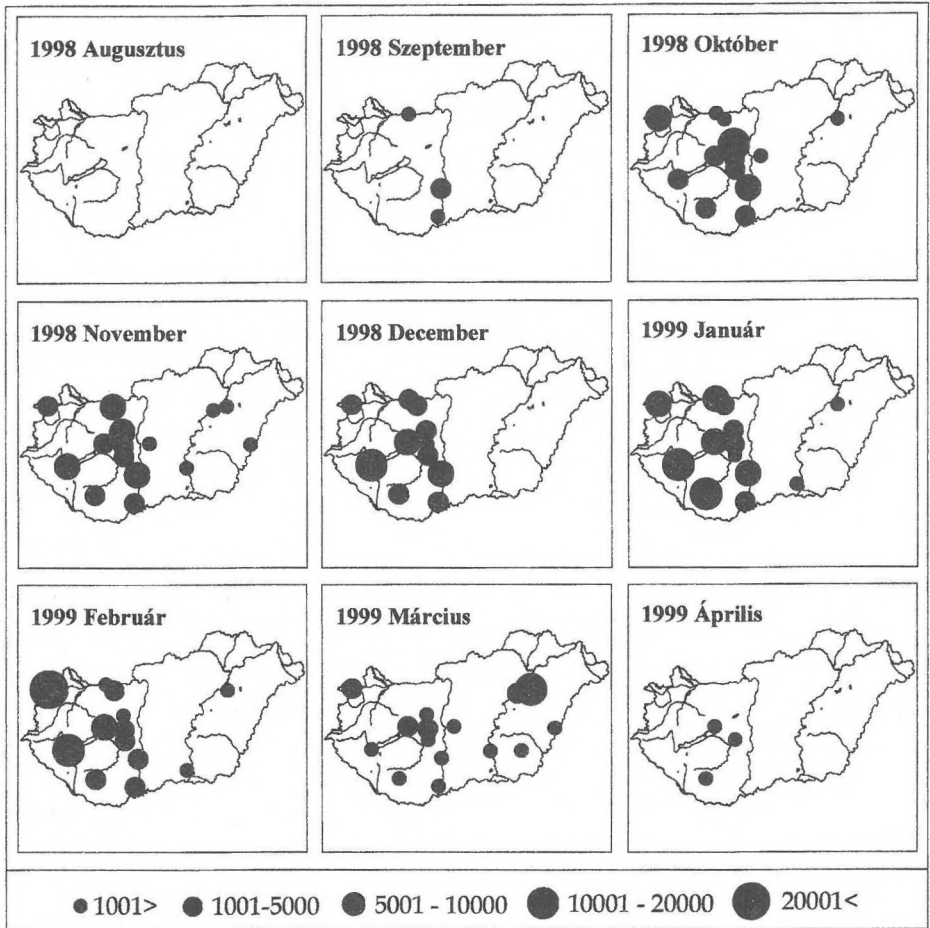 1998 Augusztus
1998 Szeptember
1998 Október
1998 November
1998 December
1999 Január
1999 Február
1999 Március
1999 Április
1001> 1001-5000 5001 - 10000 10001 - 20000 20001<